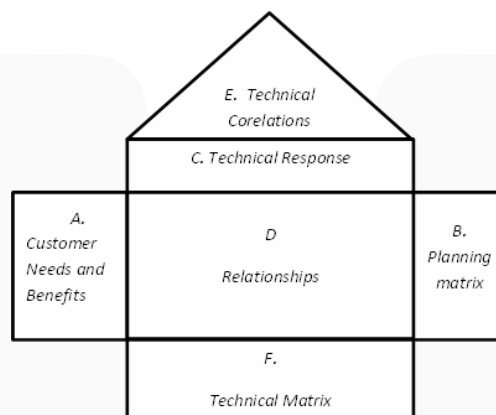 E. Technical
Corelations
C. Technical Response
A.
Customer
Needs and
Benefits
D
Relationships
B.
Planning
matrix
F.
Technical Matrix